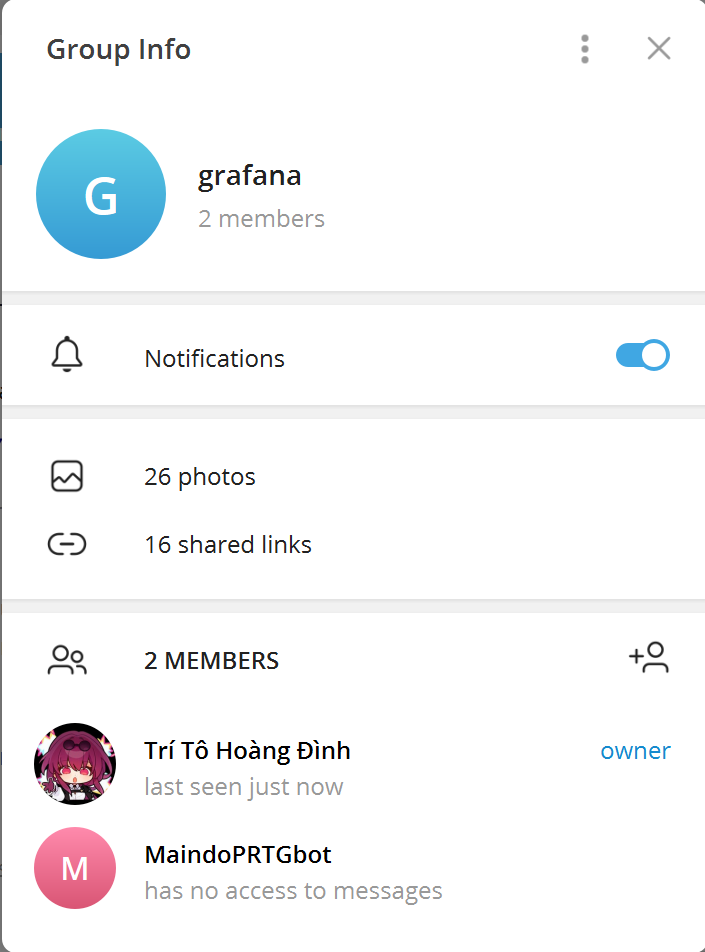 Group Info
G
grafana
2 members
Notifications
26 photos
16 shared links
2 MEMBERS
Trí Tô Hoàng Đình
owner
last seen just now
M
MaindoPRTGbot
has no access to messages